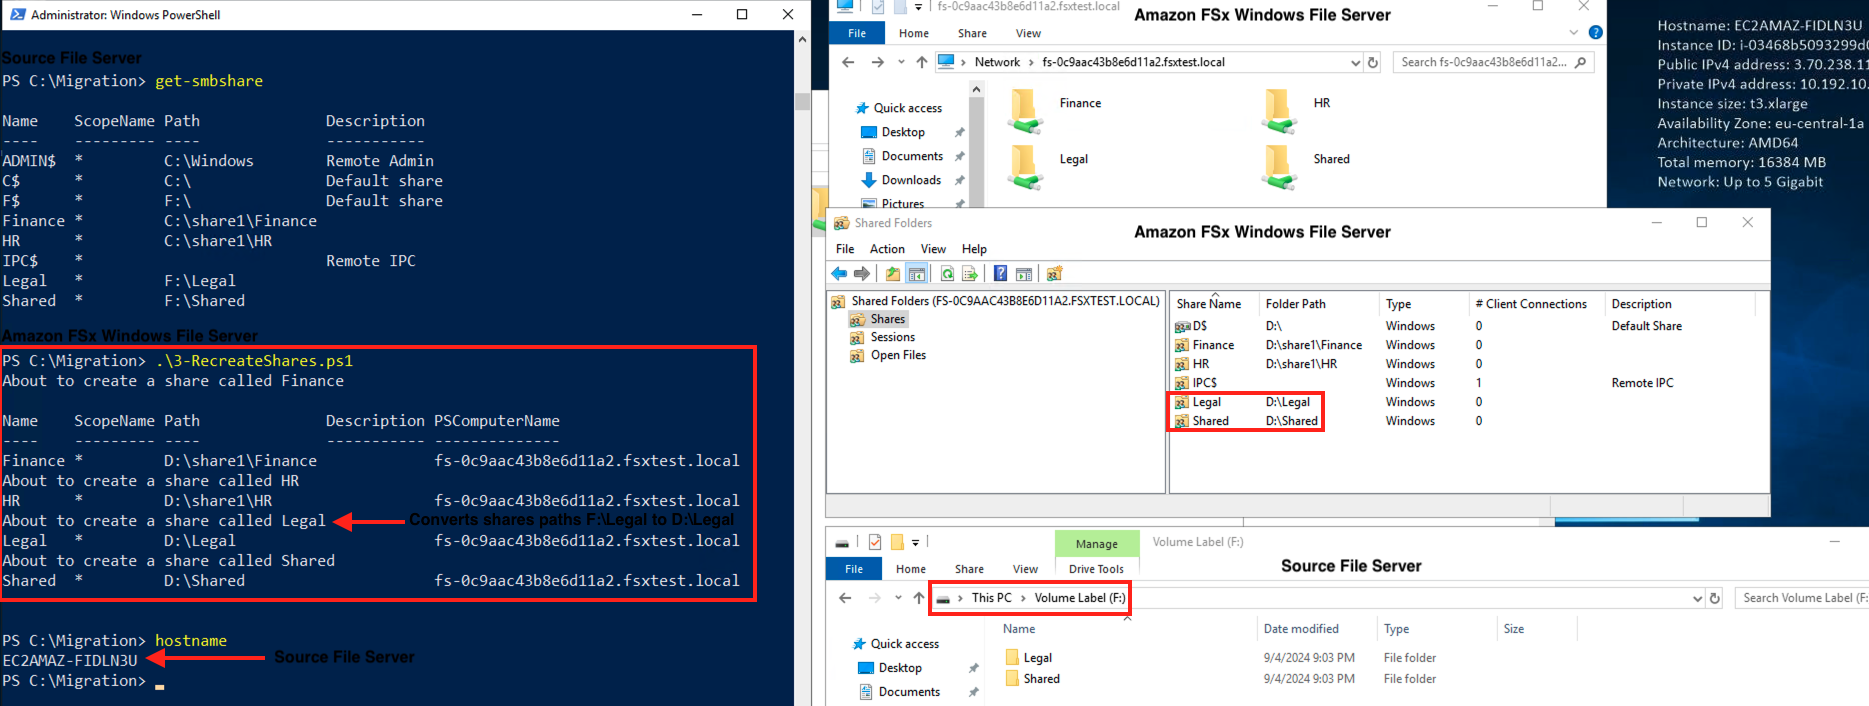 Administrator: Windows PowerShell
Source File Server
PS C:\Migration> get-smbshare
Name ScopeName Path Description
---- --------- ---- -----------
ADMIN$ * C:\Windows Remote Admin
C$ * C:\ Default share
F$ * F:\ Default share
Finance * C:\share1\Finance
HR * C:\share1\HR
IPC$ * Remote IPC
Legal * F:\Legal
Shared * F:\Shared
Amazon FSx Windows File Server
PS C:\Migration> .\3-RecreateShares.ps1
About to create a share called Finance
Name ScopeName Path Description PSComputerName
---- --------- ---- ----------- --------------
Finance * D:\share1\Finance fs-0c9aac43b8e6d11a2.fsxtest.local
About to create a share called HR
HR * D:\share1\HR fs-0c9aac43b8e6d11a2.fsxtest.local
About to create a share called Legal
Converts shares paths F:\Legal to D:\Legal
Legal * D:\Legal fs-0c9aac43b8e6d11a2.fsxtest.local
About to create a share called Shared
Shared * D:\Shared fs-0c9aac43b8e6d11a2.fsxtest.local
PS C:\Migration> hostname
EC2AMAZ-FIDLN3U
Source File Server
PS C:\Migration>
fs-0c9aac43b8e6d11a2.fsxtest.local
Amazon FSx Windows File Server
File Home Share View
Network > fs-0c9aac43b8e6d11a2.fsxtest.local
Search fs-0c9aac43b8e6d11a2...
Quick access
Desktop
Documents
Downloads
Pictures
Finance
HR
Legal
Shared
Shared Folders
Amazon FSx Windows File Server
File Action View Help
Shared Folders (FS-0C9AAC43B8E6D11A2.FSXTEST.LOCAL)
Shares
Sessions
Open Files
Share Name Folder Path Type # Client Connections Description
D$ D:\ Windows 0 Default Share
Finance D:\share1\Finance Windows 0
HR D:\share1\HR Windows 0
IPC$ Windows 1 Remote IPC
Legal D:\Legal Windows 0
Shared D:\Shared Windows 0
Manage
Volume Label (F:)
File Home Share View Drive Tools
Source File Server
This PC > Volume Label (F:)
Search Volume Label (F:
Quick access
Desktop
Documents
Name Date modified Type Size
Legal 9/4/2024 9:03 PM File folder
Shared 9/4/2024 9:03 PM File folder
Hostname: EC2AMAZ-FIDLN3U
Instance ID: i-03468b5093299d
Public IPv4 address: 3.70.238.11
Private IPv4 address: 10.192.10.
Instance size: t3.xlarge
Availability Zone: eu-central-1a
Architecture: AMD64
Total memory: 16384 MB
Network: Up to 5 Gigabit